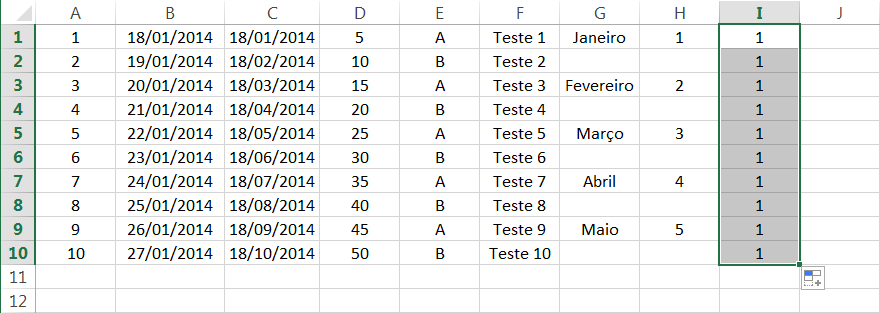 A B C D E F G H I J
1 1 18/01/2014 18/01/2014 5 A Teste 1 Janeiro 1 1
2 2 19/01/2014 18/02/2014 10 B Teste 2 1
3 3 20/01/2014 18/03/2014 15 A Teste 3 Fevereiro 2 1
4 4 21/01/2014 18/04/2014 20 B Teste 4 1
5 5 22/01/2014 18/05/2014 25 A Teste 5 Março 3 1
6 6 23/01/2014 18/06/2014 30 B Teste 6 1
7 7 24/01/2014 18/07/2014 35 A Teste 7 Abril 4 1
8 8 25/01/2014 18/08/2014 40 B Teste 8 1
9 9 26/01/2014 18/09/2014 45 A Teste 9 Maio 5 1
10 10 27/01/2014 18/10/2014 50 B Teste 10 1
11
12